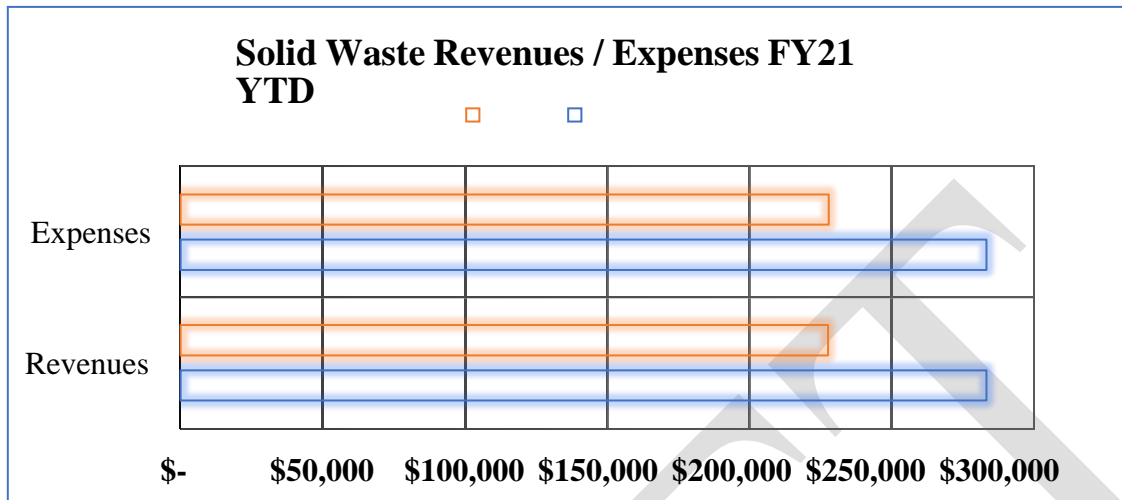 Solid Waste Revenues / Expenses FY21
YTD
Expenses
Revenues
$- $50,000 $100,000 $150,000 $200,000 $250,000 $300,000